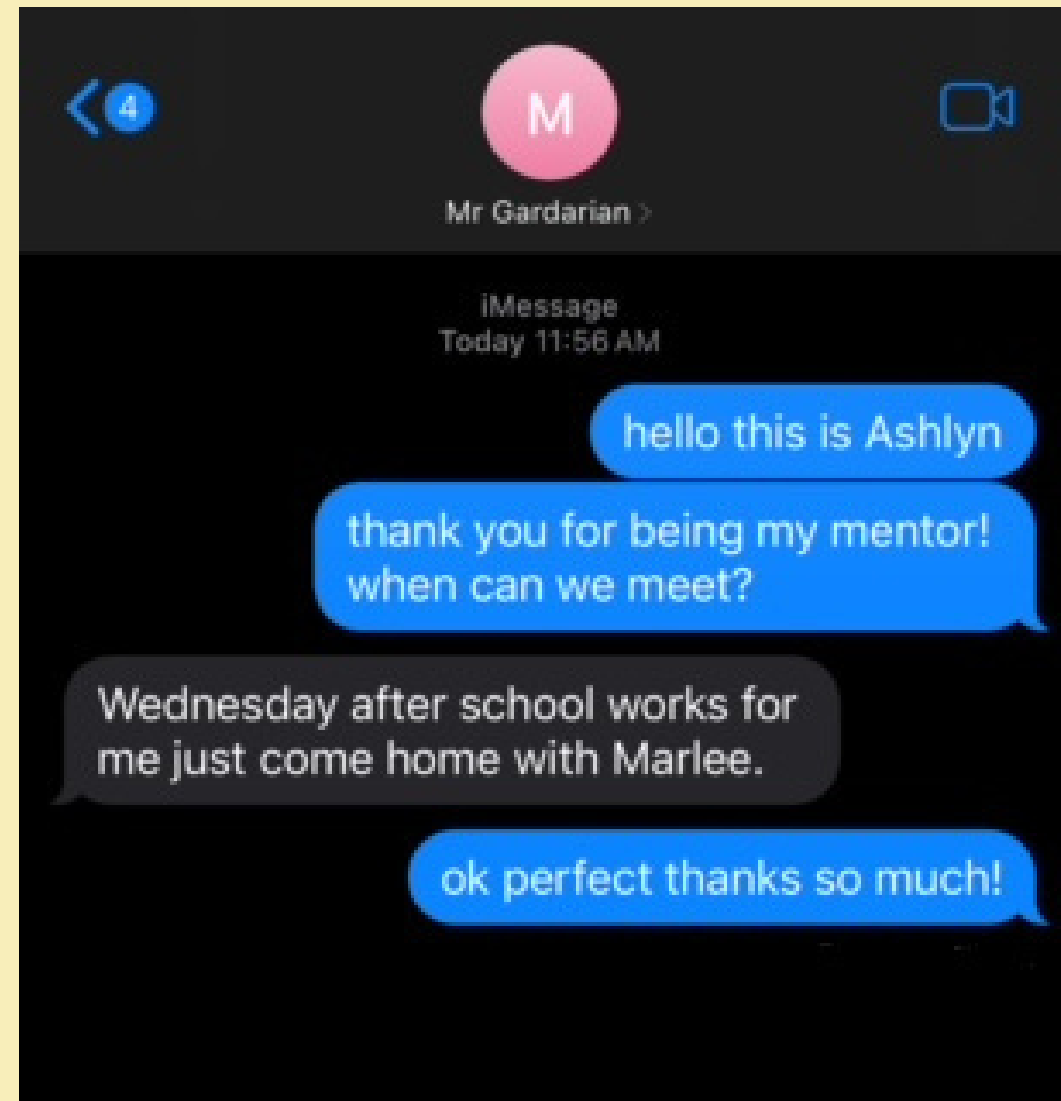 4
M
Mr Gardarian >
iMessage
Today 11:56 AM
hello this is Ashlyn
thank you for being my mentor!
when can we meet?
Wednesday after school works for
me just come home with Marlee.
ok perfect thanks so much!